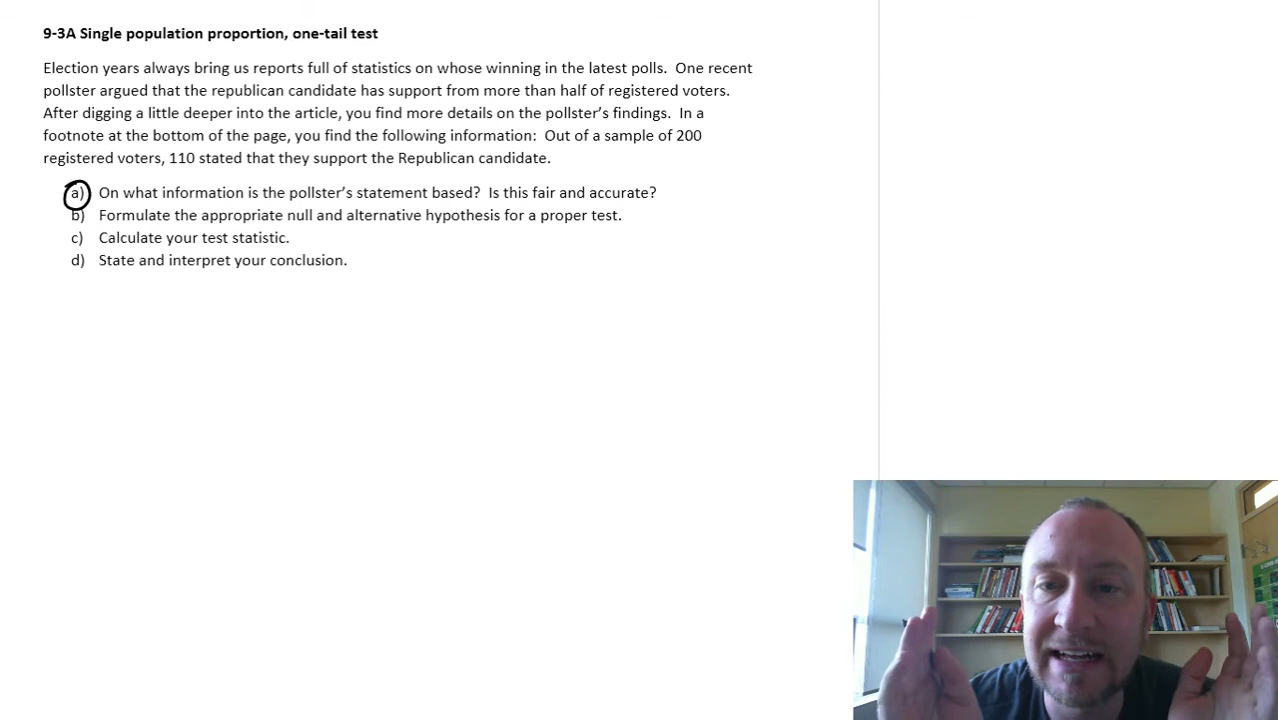 9-3A Single population proportion, one-tail test
Election years always bring us reports full of statistics on whose winning in the latest polls. One recent
pollster argued that the republican candidate has support from more than half of registered voters.
After digging a little deeper into the article, you find more details on the pollster's findings. In a
footnote at the bottom of the page, you find the following information: Out of a sample of 200
registered voters, 110 stated that they support the Republican candidate.
a) On what information is the pollster's statement based? Is this fair and accurate?
b) Formulate the appropriate null and alternative hypothesis for a proper test.
c) Calculate your test statistic.
d) State and interpret your conclusion.